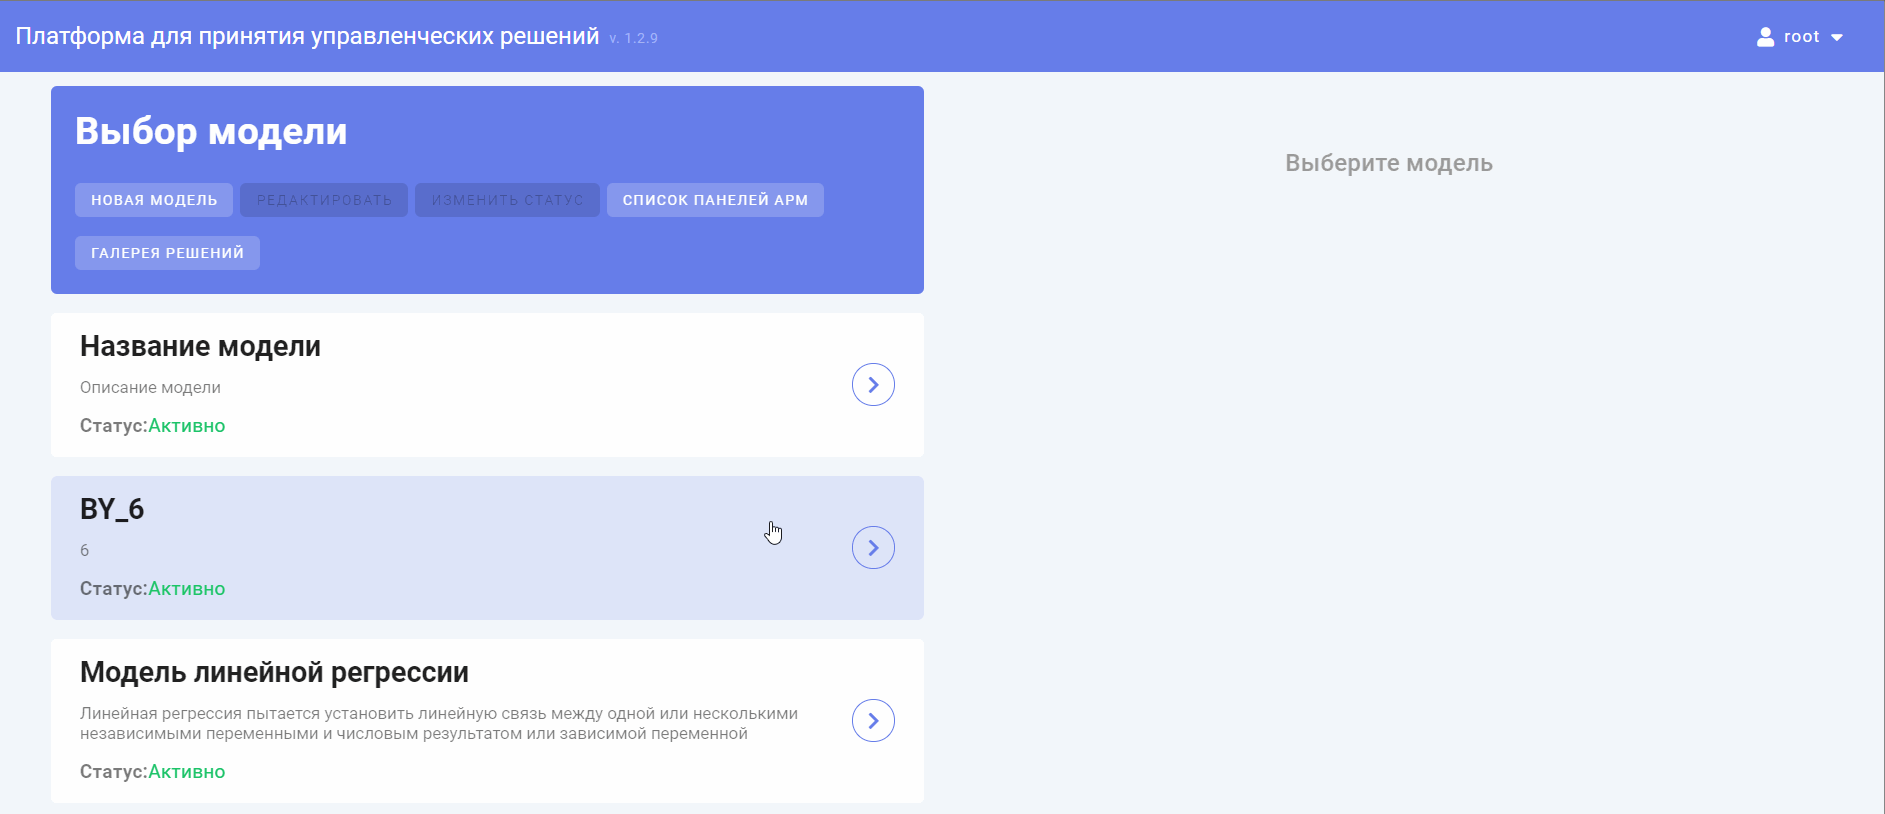 Платформа для принятия управленческих решений v. 1.2.9
root
Выбор модели
НОВАЯ МОДЕЛЬ РЕДАКТИРОВАТЬ ИЗМЕНИТЬ СТАТУС СПИСОК ПАНЕЛЕЙ АРМ
ГАЛЕРЕЯ РЕШЕНИЙ
Название модели
Описание модели
Статус:Активно
BY_6
6
Статус:Активно
Модель линейной регрессии
Линейная регрессия пытается установить линейную связь между одной или несколькими
независимыми переменными и числовым результатом или зависимой переменной
Статус:Активно
Выберите модель